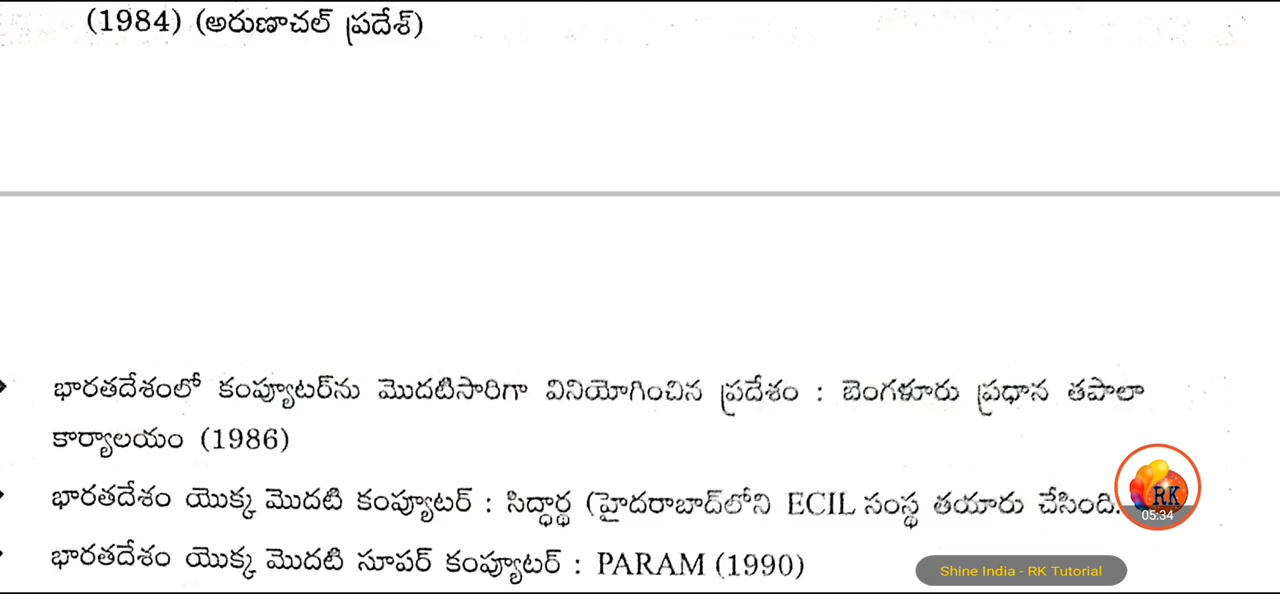 (1984) (అరుణాచల్ ప్రదేశ్)
భారతదేశంలో కంప్యూటర్‌ను మొదటిసారిగా వినియోగించిన ప్రదేశం : బెంగళూరు ప్రధాన తపాలా
కార్యాలయం (1986)
భారతదేశం యొక్క మొదటి కంప్యూటర్ : సిద్ధార్థ (హైదరాబాద్‌లోని ECIL సంస్థ తయారు చేసింది.
RK
05:34
భారతదేశం యొక్క మొదటి సూపర్ కంప్యూటర్ : PARAM (1990)
Shine India - RK Tutorial